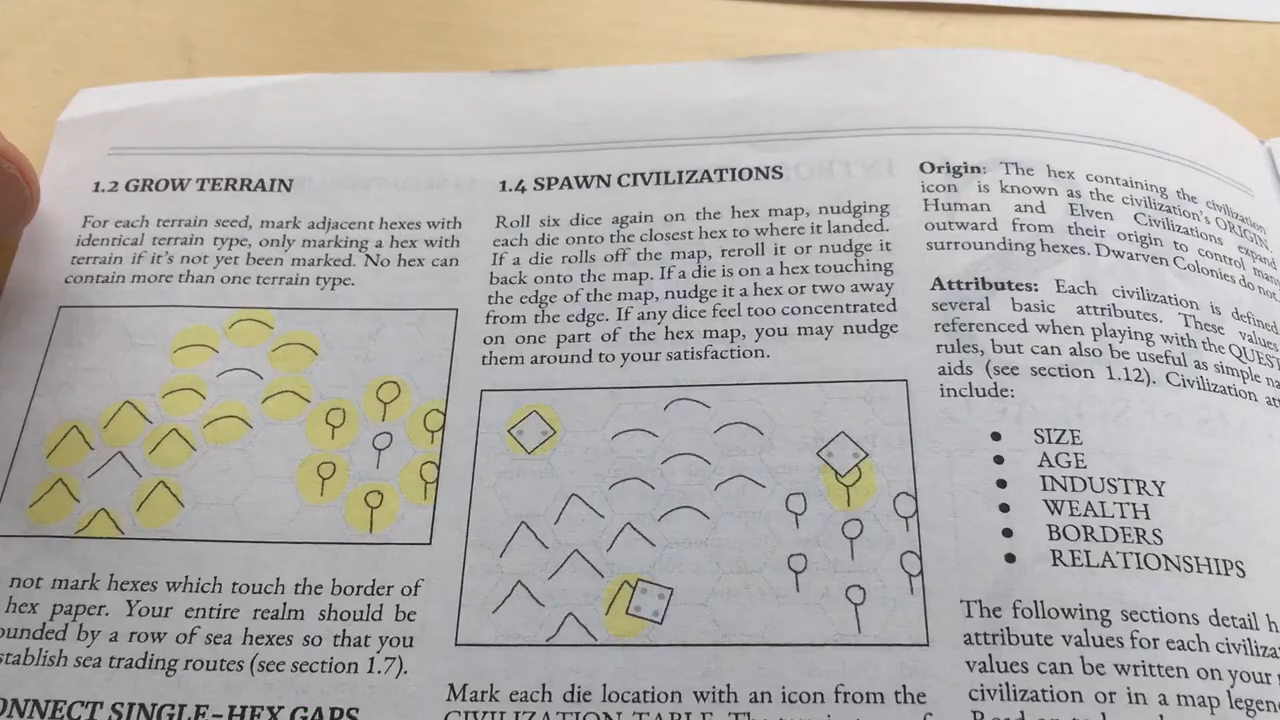 1.2 GROW TERRAIN
For each terrain seed, mark adjacent hexes with
identical terrain type, only marking a hex with
terrain if it's not yet been marked. No hex can
contain more than one terrain type.
not mark hexes which touch the border of
hex paper. Your entire realm should be
ounded by a row of sea hexes so that you
stablish sea trading routes (see section 1.7).
ONNECT SINGLE-HEX GAPS
1.4 SPAWN CIVILIZATIONS
Roll six dice again on the hex map, nudging
each die onto the closest hex to where it landed.
If a die rolls off the map, reroll it or nudge it
back onto the map. If a die is on a hex touching
the edge of the map, nudge it a hex or two away
from the edge. If any dice feel too concentrated
on one part of the hex map, you may nudge
them around to your satisfaction.
Mark each die location with an icon from the
CIVILIZATION TABLE. The
Origin: The hex containing the civilization
icon is known as the civilization's ORIGIN.
Human and Elven Civilizations expand
outward from their origin to control many
surrounding hexes. Dwarven Colonies do not
Attributes: Each civilization is defined
several basic attributes. These values
referenced when playing with the QUEST
rules, but can also be useful as simple na
aids (see section 1.12). Civilization at
include:
• SIZE
• AGE
• INDUSTRY
• WEALTH
• BORDERS
• RELATIONSHIPS
The following sections detail h
attribute values for each civiliza
values can be written on your
civilization or in a map legen